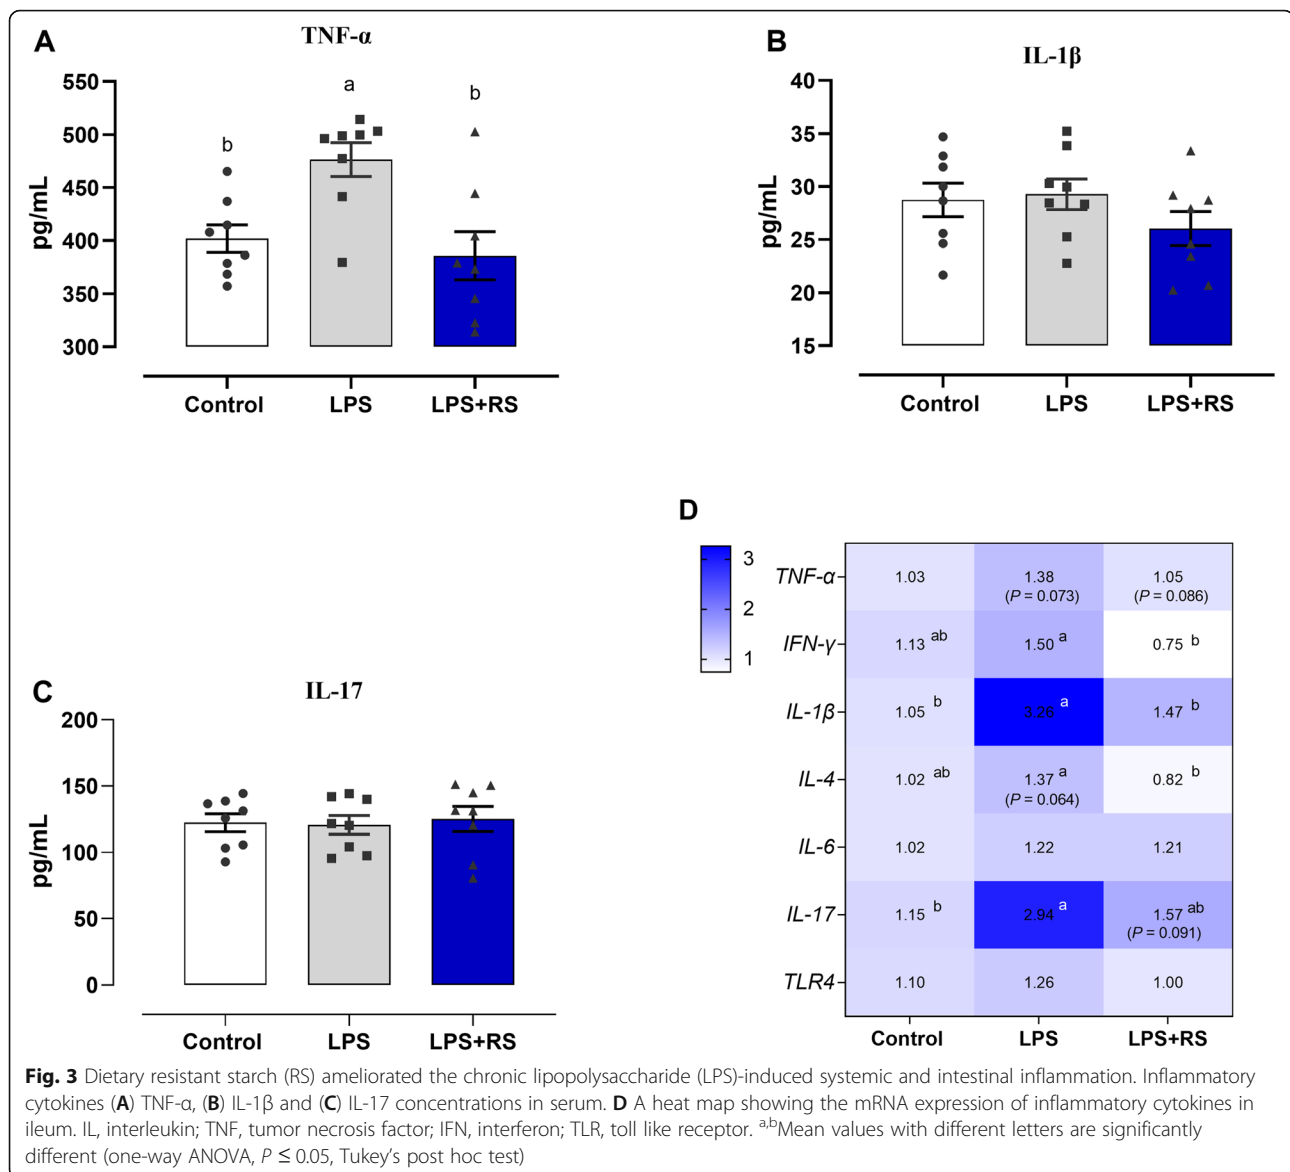 A
TNF-α
pg/mL
550
500
450
400
350
300
b
a
b
Control LPS LPS+RS
B
IL-1β
pg/mL
40
35
30
25
20
15
Control LPS LPS+RS
C
IL-17
pg/mL
200
150
100
50
0
Control LPS LPS+RS
D
3
2
1
TNF-α 1.03 1.38 1.05
(P = 0.073) (P = 0.086)
IFN-γ 1.13 ab 1.50 a 0.75 b
IL-1β 1.05 b 3.26 a 1.47 b
IL-4 1.02 ab 1.37 a 0.82 b
(P = 0.064)
IL-6 1.02 1.22 1.21
IL-17 1.15 b 2.94 a 1.57 ab
(P = 0.091)
TLR4 1.10 1.26 1.00
Control LPS LPS+RS
Fig. 3 Dietary resistant starch (RS) ameliorated the chronic lipopolysaccharide (LPS)-induced systemic and intestinal inflammation. Inflammatory
cytokines (A) TNF-α, (B) IL-1β and (C) IL-17 concentrations in serum. D A heat map showing the mRNA expression of inflammatory cytokines in
ileum. IL, interleukin; TNF, tumor necrosis factor; IFN, interferon; TLR, toll like receptor. a,bMean values with different letters are significantly
different (one-way ANOVA, P ≤ 0.05, Tukey's post hoc test)